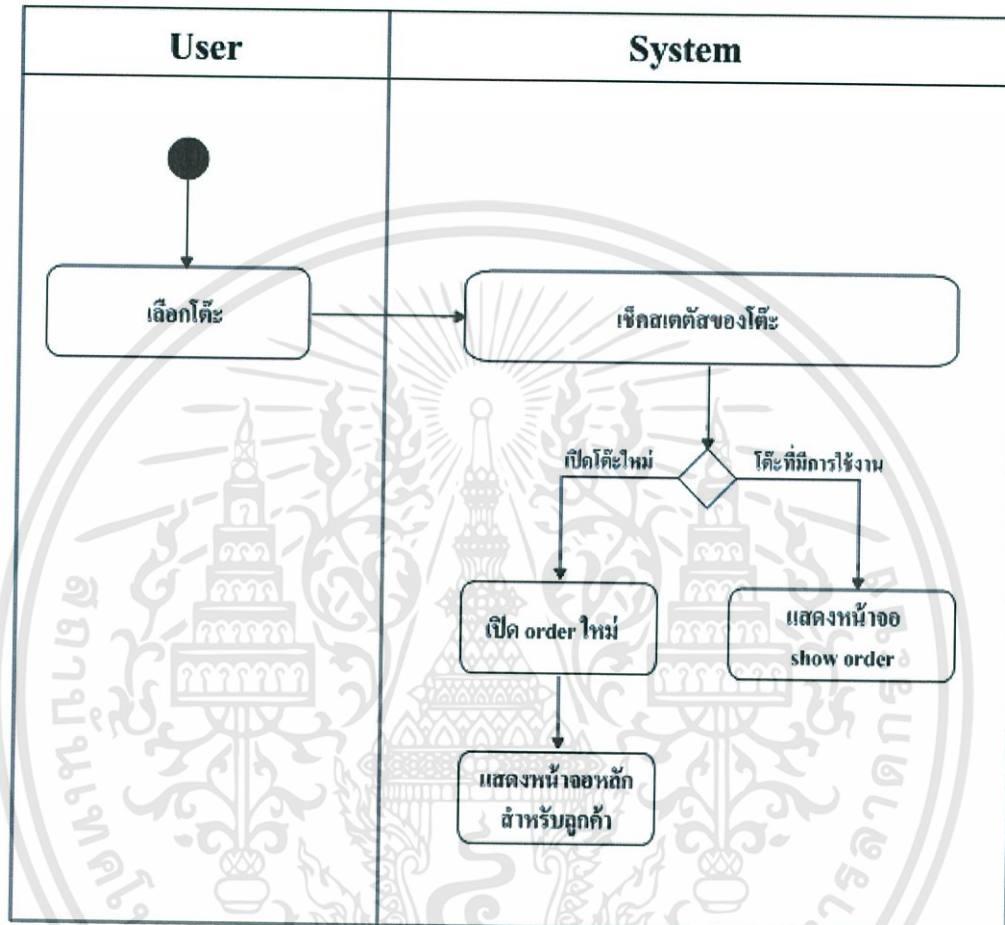 User
System
เลือกโต๊ะ
เช็คสเตตัสของโต๊ะ
เปิดโต๊ะใหม่
โต๊ะที่มีการใช้งาน
เปิด order ใหม่
แสดงหน้าจอ
show order
แสดงหน้าจอหลัก
สำหรับลูกค้า